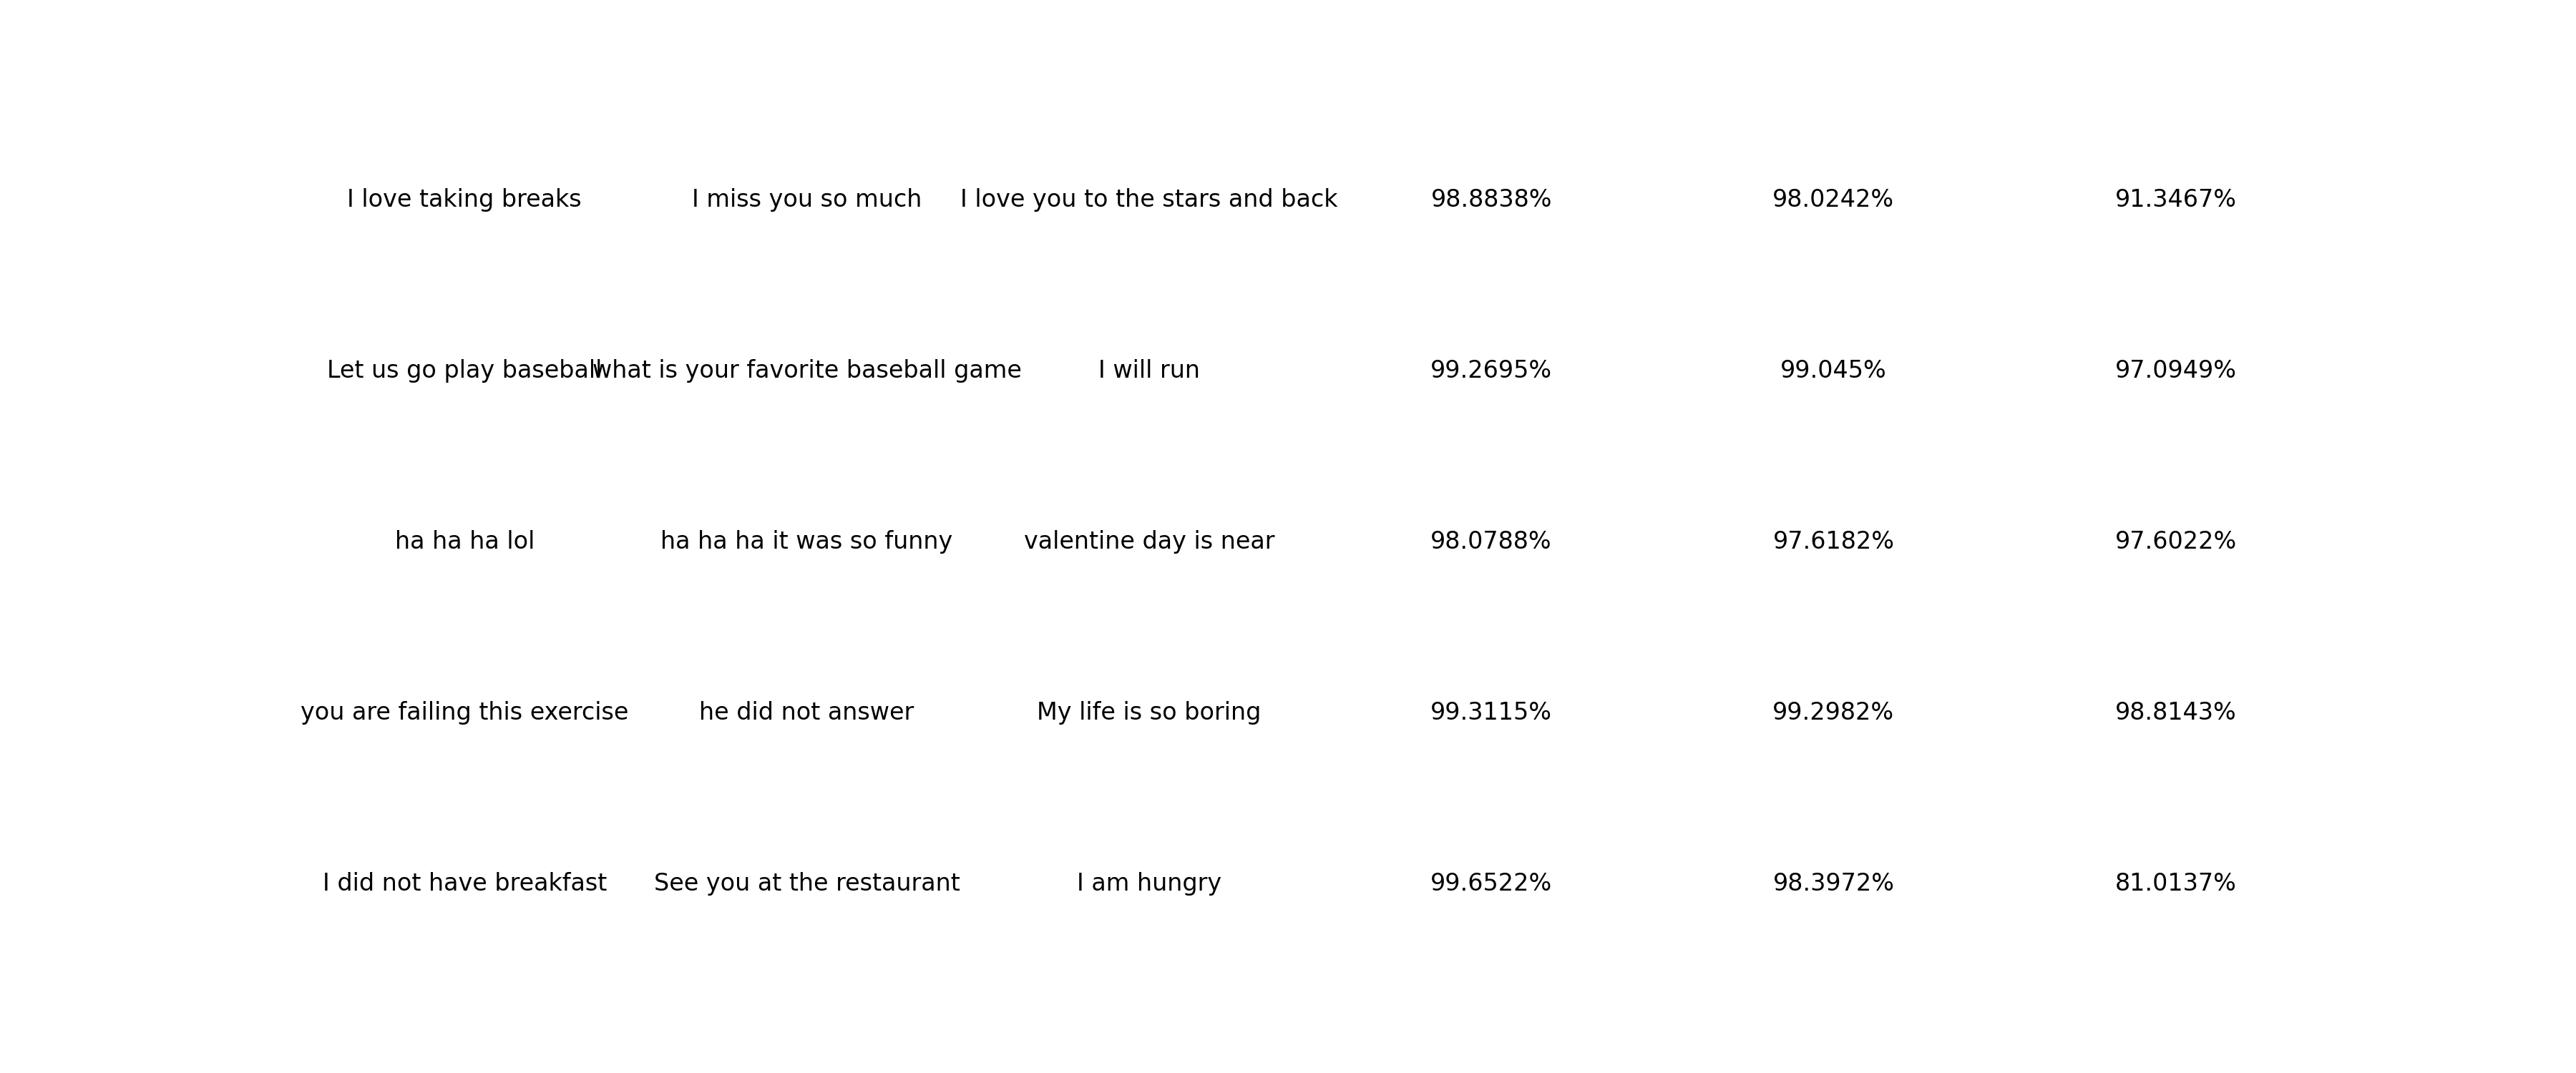 I love taking breaks I miss you so much I love you to the stars and back 98.8838% 98.0242% 91.3467%
Let us go play baseball what is your favorite baseball game I will run 99.2695% 99.045% 97.0949%
ha ha ha lol ha ha ha it was so funny valentine day is near 98.0788% 97.6182% 97.6022%
you are failing this exercise he did not answer My life is so boring 99.3115% 99.2982% 98.8143%
I did not have breakfast See you at the restaurant I am hungry 99.6522% 98.3972% 81.0137%